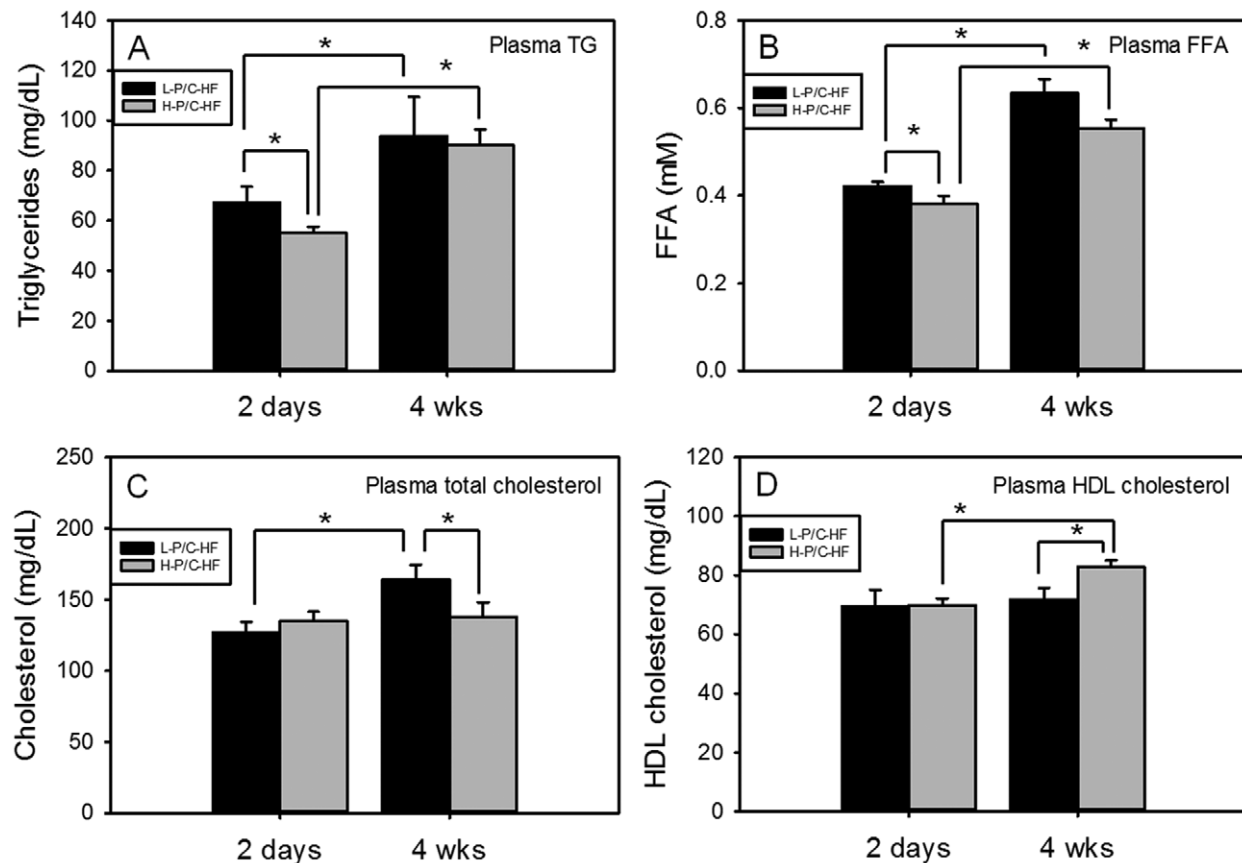 A
Plasma TG
L-P/C-HF
H-P/C-HF
*
*
*
Triglycerides (mg/dL)
140
120
100
80
60
40
20
0
2 days
4 wks
B
Plasma FFA
L-P/C-HF
H-P/C-HF
*
*
*
FFA (mM)
0.8
0.6
0.4
0.2
0.0
2 days
4 wks
C
Plasma total cholesterol
L-P/C-HF
H-P/C-HF
*
*
Cholesterol (mg/dL)
250
200
150
100
50
0
2 days
4 wks
D
Plasma HDL cholesterol
L-P/C-HF
H-P/C-HF
*
*
HDL cholesterol (mg/dL)
120
100
80
60
40
20
0
2 days
4 wks